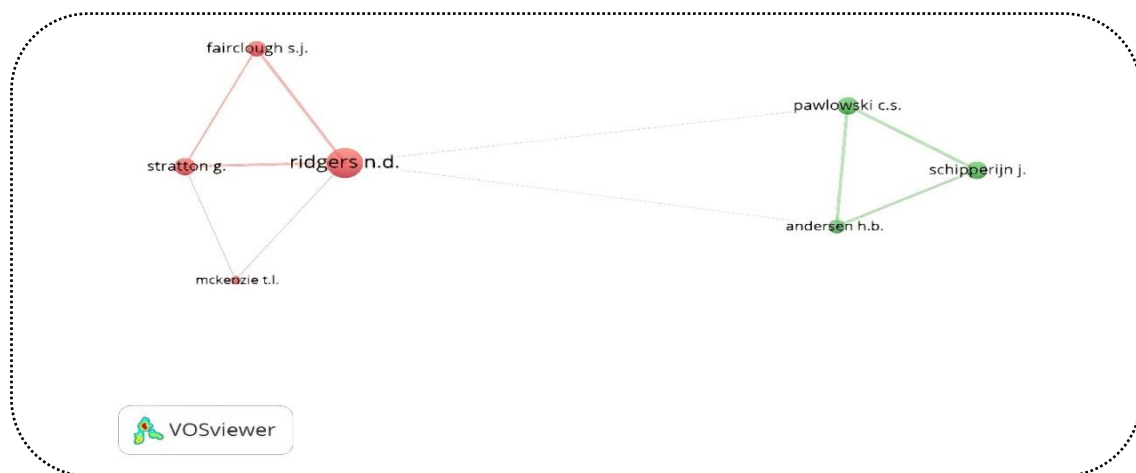 fairclough s.j.
pawlowski c.s.
stratton g.
ridgers n.d.
schipperijn j.
andersen h.b.
mckenzie t.l.
VOSviewer